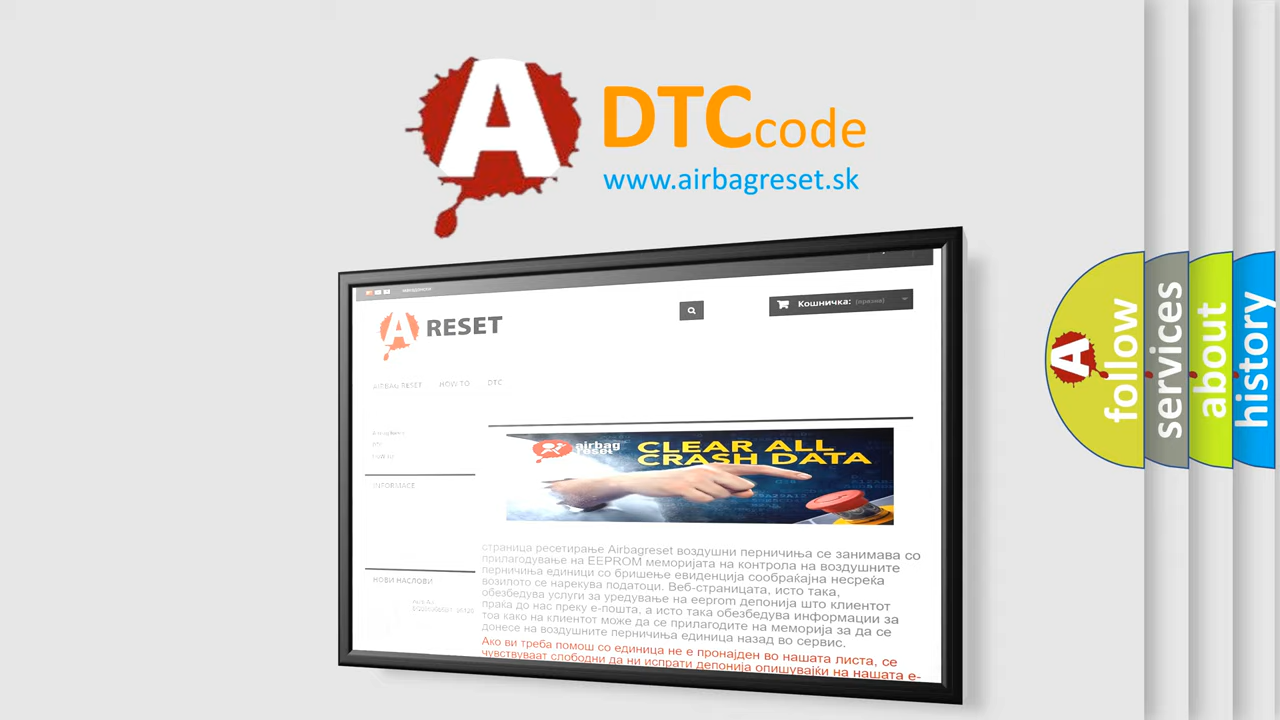 A DTC code
www.airbagreset.sk
Кошничка: (празни)
A RESET
AIRBAG RESET HOW TO DTC
airbag
reset
CLEAR ALL
CRASH DATA
INFORMACE
страница ресетирање Airbagreset воздушни перничиња се занимава со
прилагодување на EEPROM меморијата на контрола на воздушните
перничиња единици со бришење евиденција сообраќајна несреќа
возилото се нарекува податоци. Веб-страницата, исто така,
обезбедува услуги за уредување на eeprom депонија што клиентот
праќа до нас преку е-пошта, а исто така обезбедува информации за
тоа како на клиентот може да се прилагодите на меморија за да се
донесе на воздушните перничиња единица назад во сервис.
Ако ви треба помош со единица не е пронајден во нашата листа, се
чувствуваат слободни да ни испрати депонија опишувајќи на нашата е-
НОВИ НАСЛОВИ
A follow
services
about
history